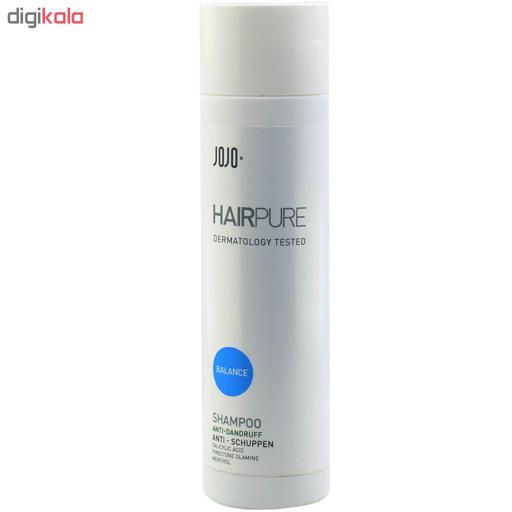 digikala
JOJO
HAIRPURE
DERMATOLOGY TESTED
BALANCE
SHAMPOO
ANTI-DANDRUFF
ANTI - SCHUPPEN
SALICYLIC ACID
PIROCTONE OLAMINE
MENTHOL